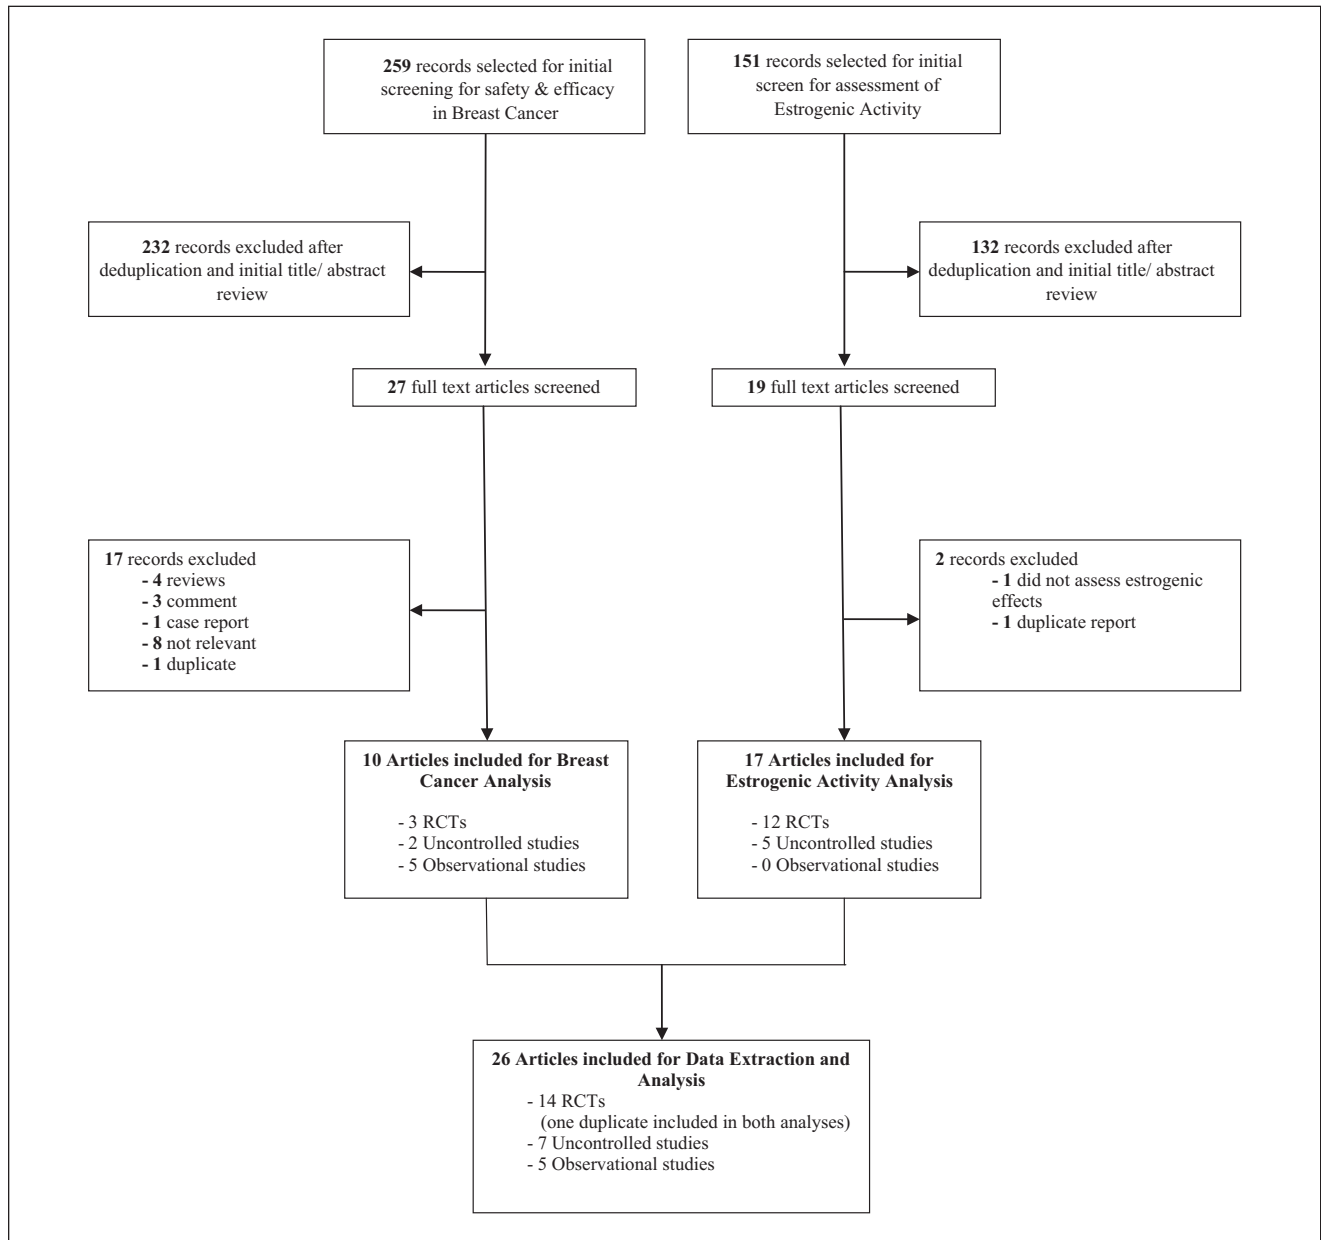 259 records selected for initial
screening for safety & efficacy
in Breast Cancer
151 records selected for initial
screen for assessment of
Estrogenic Activity
232 records excluded after
deduplication and initial title/ abstract
review
132 records excluded after
deduplication and initial title/ abstract
review
27 full text articles screened
19 full text articles screened
17 records excluded
- 4 reviews
- 3 comment
- 1 case report
- 8 not relevant
- 1 duplicate
2 records excluded
- 1 did not assess estrogenic
effects
- 1 duplicate report
10 Articles included for Breast
Cancer Analysis
- 3 RCTs
- 2 Uncontrolled studies
- 5 Observational studies
17 Articles included for
Estrogenic Activity Analysis
- 12 RCTs
- 5 Uncontrolled studies
- 0 Observational studies
26 Articles included for Data Extraction and
Analysis
- 14 RCTs
(one duplicate included in both analyses)
- 7 Uncontrolled studies
- 5 Observational studies